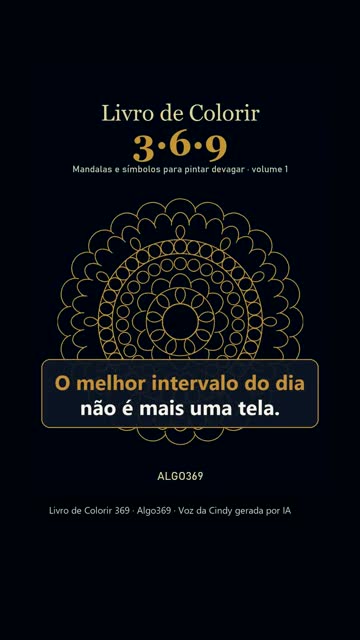 Livro de Colorir
3·6·9
Mandalas e símbolos para pintar devagar · volume 1
O melhor intervalo do dia
não é mais uma tela.
ALGO369
Livro de Colorir 369 · Algo369 · Voz da Cindy gerada por IA